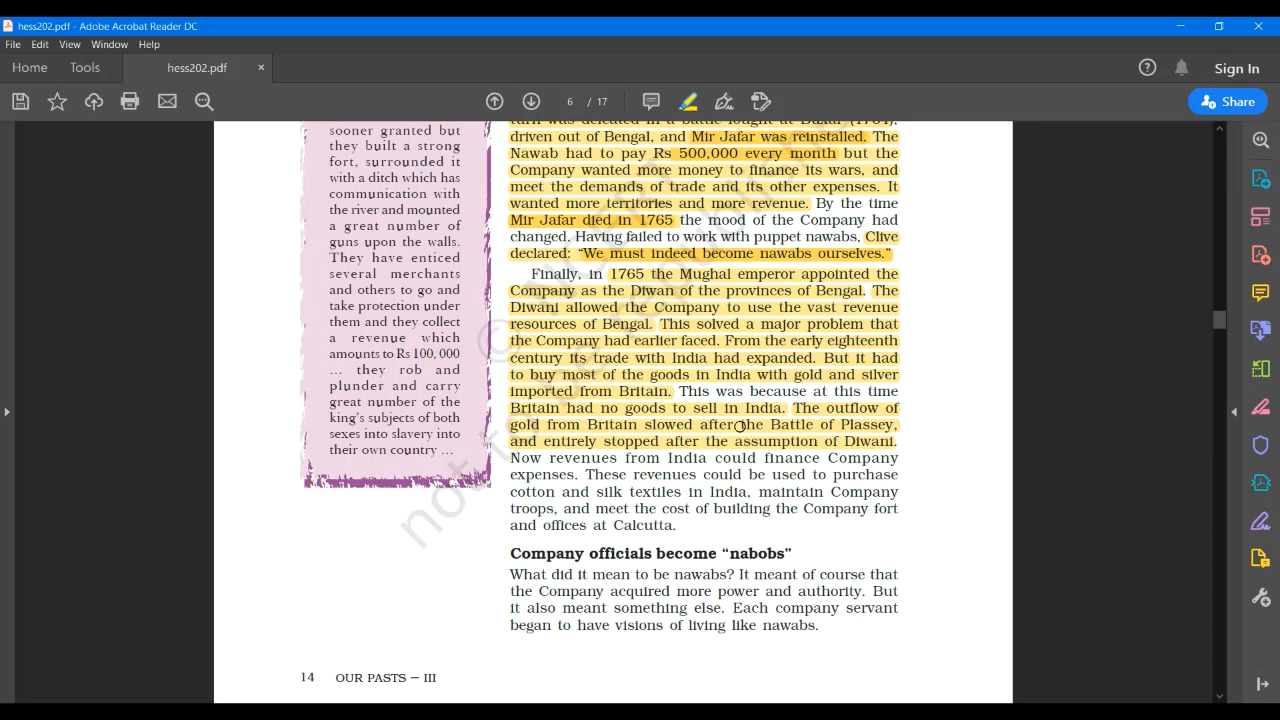 hess202.pdf - Adobe Acrobat Reader DC
File Edit View Window Help
Home Tools hess202.pdf × Sign In
6 / 17 Share
sooner granted but
they built a strong
fort, surrounded it
with a ditch which has
communication with
the river and mounted
a great number of
guns upon the walls.
They have enticed
several merchants
and others to go and
take protection under
them and they collect
a revenue which
amounts to Rs 100, 000
… they rob and
plunder and carry
great number of the
king's subjects of both
sexes into slavery into
their own country …
turn was defeated in a battle fought at Buxar (1764),
driven out of Bengal, and Mir Jafar was reinstalled. The
Nawab had to pay Rs 500,000 every month but the
Company wanted more money to finance its wars, and
meet the demands of trade and its other expenses. It
wanted more territories and more revenue. By the time
Mir Jafar died in 1765 the mood of the Company had
changed. Having failed to work with puppet nawabs, Clive
declared: “We must indeed become nawabs ourselves.”
Finally, in 1765 the Mughal emperor appointed the
Company as the Diwan of the provinces of Bengal. The
Diwani allowed the Company to use the vast revenue
resources of Bengal. This solved a major problem that
the Company had earlier faced. From the early eighteenth
century its trade with India had expanded. But it had
to buy most of the goods in India with gold and silver
imported from Britain. This was because at this time
Britain had no goods to sell in India. The outflow of
gold from Britain slowed after the Battle of Plassey,
and entirely stopped after the assumption of Diwani.
Now revenues from India could finance Company
expenses. These revenues could be used to purchase
cotton and silk textiles in India, maintain Company
troops, and meet the cost of building the Company fort
and offices at Calcutta.
Company officials become “nabobs”
What did it mean to be nawabs? It meant of course that
the Company acquired more power and authority. But
it also meant something else. Each company servant
began to have visions of living like nawabs.
14 OUR PASTS – III
not to be republished